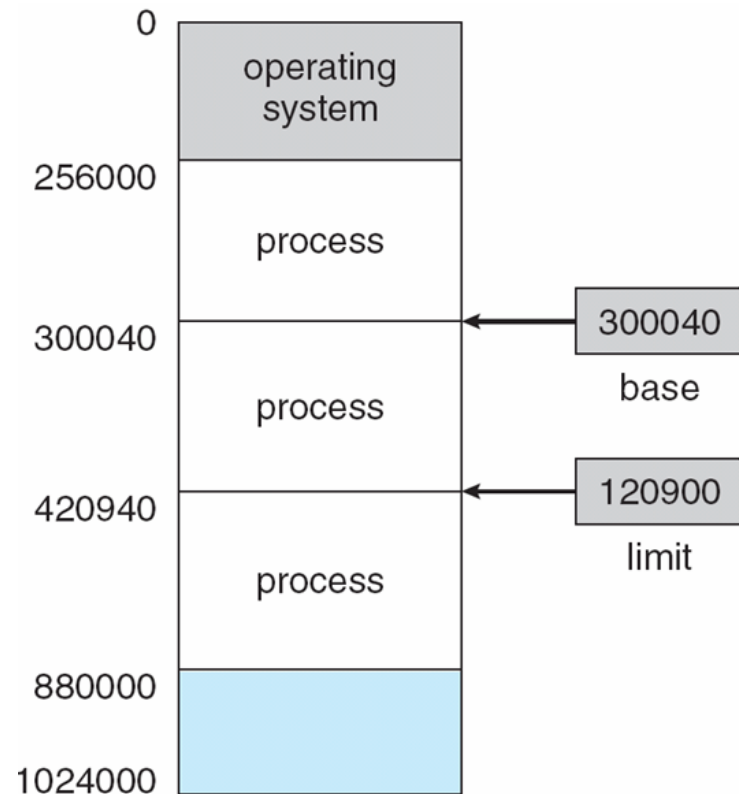 0
operating
system
256000
process
300040
300040
base
process
420940
120900
limit
process
880000
1024000